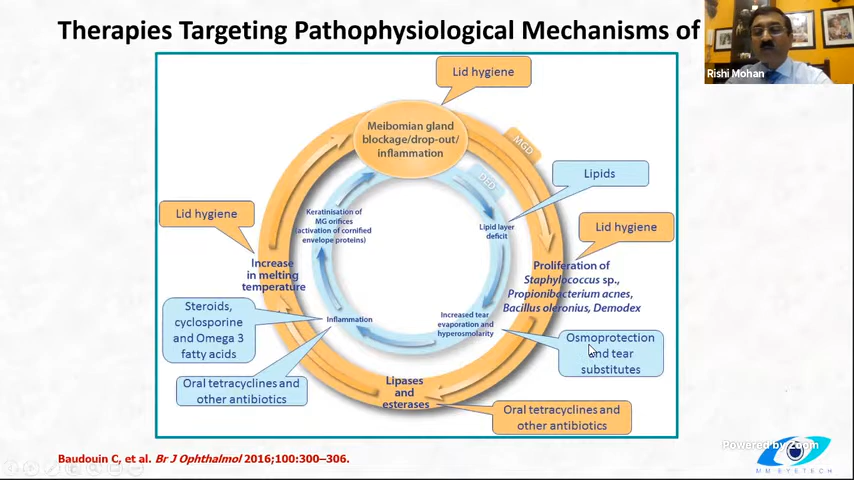 Therapies Targeting Pathophysiological Mechanisms of
Rishi Mohan
Lid hygiene
Meibomian gland
blockage/drop-out/
inflammation
MGD
DED
Lipids
Lipid layer
deficit
Lid hygiene
Proliferation of
Staphylococcus sp.,
Propionibacterium acnes,
Bacillus oleronius, Demodex
Increased tear
evaporation and
hyperosmolarity
Osmoprotection
and tear
substitutes
Lipases
and
esterases
Oral tetracyclines and
other antibiotics
Inflammation
Steroids,
cyclosporine
and Omega 3
fatty acids
Oral tetracyclines and
other antibiotics
Keratinisation of
MG orifices
(activation of cornified
envelope proteins)
Lid hygiene
Increase
in melting
temperature
Baudouin C, et al. Br J Ophthalmol 2016;100:300–306.
Powered by Zoom
MM EYETECH